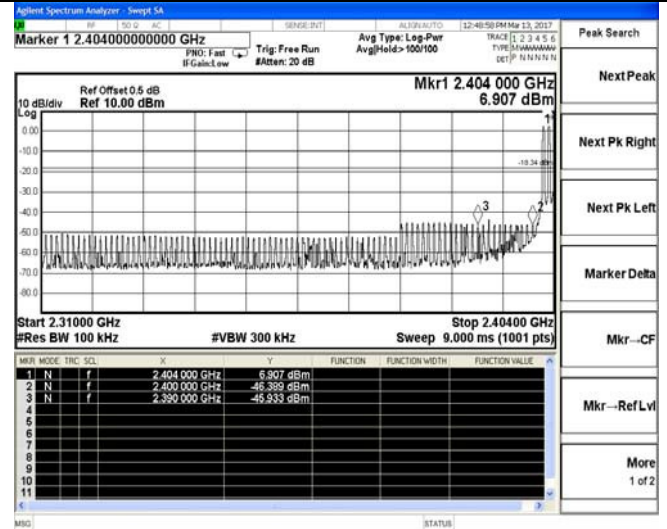 Agilent Spectrum Analyzer - Swept SA
RF 50 Ω AC SENSE:INT ALIGNAUTO 12:48:58 PM Mar 13, 2017
Marker 1 2.404000000000 GHz
PNO: Fast
IFGain:Low
Trig: Free Run
#Atten: 20 dB
Avg Type: Log-Pwr
Avg|Hold:> 100/100
TRACE 1 2 3 4 5 6
TYPE
DET P N N N N N
Peak Search
Mkr1 2.404 000 GHz
6.907 dBm
Ref Offset 0.5 dB
10 dB/div Ref 10.00 dBm
Log
0.00
-10.0
-20.0
-30.0
-40.0
-50.0
-60.0
-70.0
-80.0
1
2
3
Start 2.31000 GHz Stop 2.40400 GHz
#Res BW 100 kHz #VBW 300 kHz Sweep 9.000 ms (1001 pts)
MKR MODE TRC SCL X Y FUNCTION FUNCTION WIDTH FUNCTION VALUE
1 N f 2.404 000 GHz 6.907 dBm
2 N f 2.400 000 GHz -46.389 dBm
3 N f 2.390 000 GHz -45.933 dBm
4
5
6
7
8
9
10
11
MSG STATUS
Next Peak
Next Pk Right
Next Pk Left
Marker Delta
Mkr→CF
Mkr→Ref Lvl
More
1 of 2